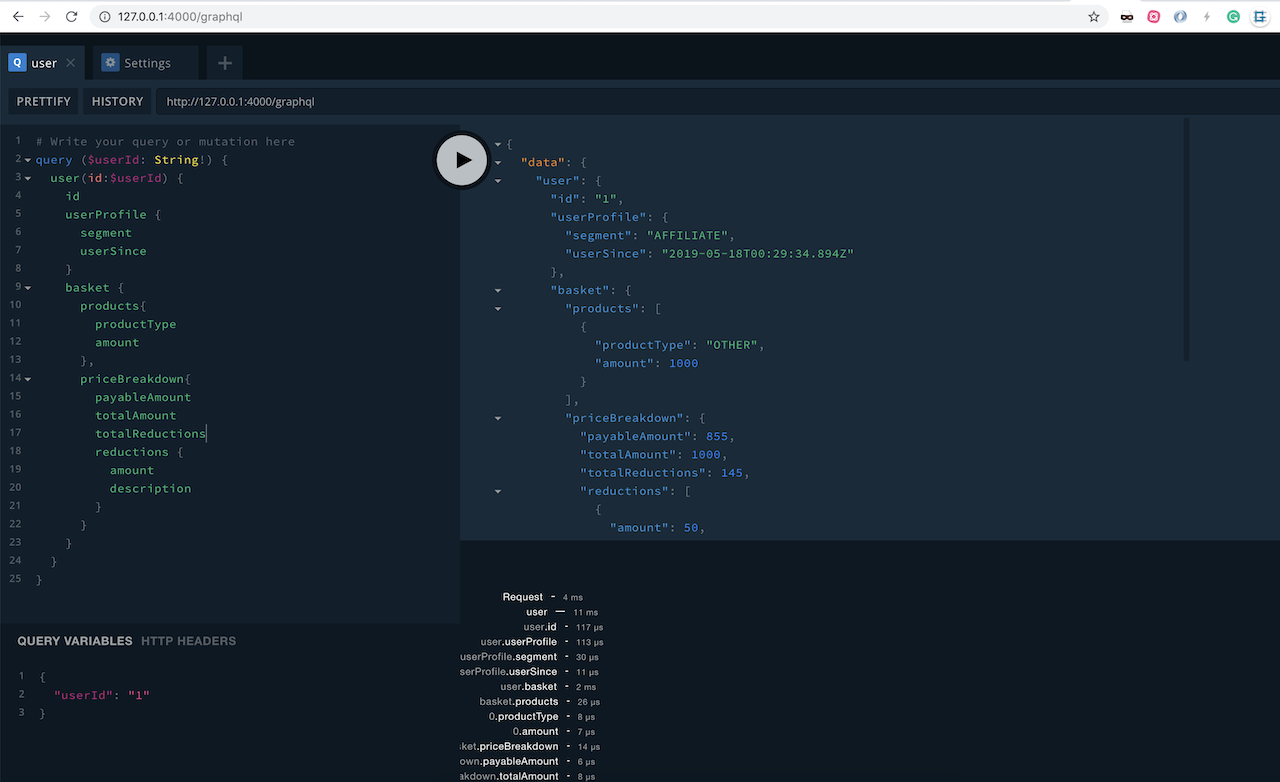 127.0.0.1:4000/graphql
Q user
Settings
PRETTIFY HISTORY http://127.0.0.1:4000/graphql
1 # Write your query or mutation here
2 query ($userId: String!) {
3 user(id:$userId) {
4 id
5 userProfile {
6 segment
7 userSince
8 }
9 basket {
10 products{
11 productType
12 amount
13 },
14 priceBreakdown{
15 payableAmount
16 totalAmount
17 totalReductions
18 reductions {
19 amount
20 description
21 }
22 }
23 }
24 }
25 }
{
"data": {
"user": {
"id": "1",
"userProfile": {
"segment": "AFFILIATE",
"userSince": "2019-05-18T00:29:34.894Z"
},
"basket": {
"products": [
{
"productType": "OTHER",
"amount": 1000
}
],
"priceBreakdown": {
"payableAmount": 855,
"totalAmount": 1000,
"totalReductions": 145,
"reductions": [
{
"amount": 50,
QUERY VARIABLES HTTP HEADERS
1 {
2 "userId": "1"
3 }
Request - 4 ms
user — 11 ms
user.id - 117 µs
user.userProfile - 113 µs
userProfile.segment - 30 µs
serProfile.userSince - 11 µs
user.basket - 2 ms
basket.products - 26 µs
0.productType - 8 µs
0.amount - 7 µs
ket.priceBreakdown - 14 µs
own.payableAmount - 6 µs
akdown.totalAmount - 8 µs